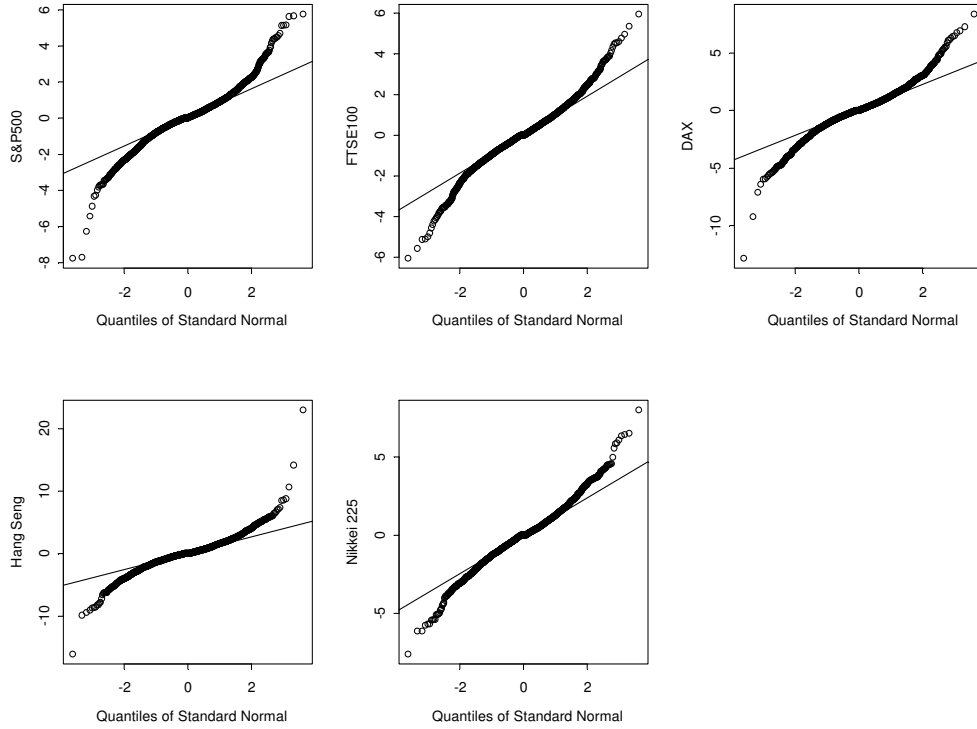 S&P500
6
4
2
0
-2
-4
-6
-8
-2 0 2
Quantiles of Standard Normal
FTSE100
6
4
2
0
-2
-4
-6
-2 0 2
Quantiles of Standard Normal
DAX
5
0
-5
-10
-2 0 2
Quantiles of Standard Normal
Hang Seng
20
10
0
-10
-2 0 2
Quantiles of Standard Normal
Nikkei 225
5
0
-5
-2 0 2
Quantiles of Standard Normal